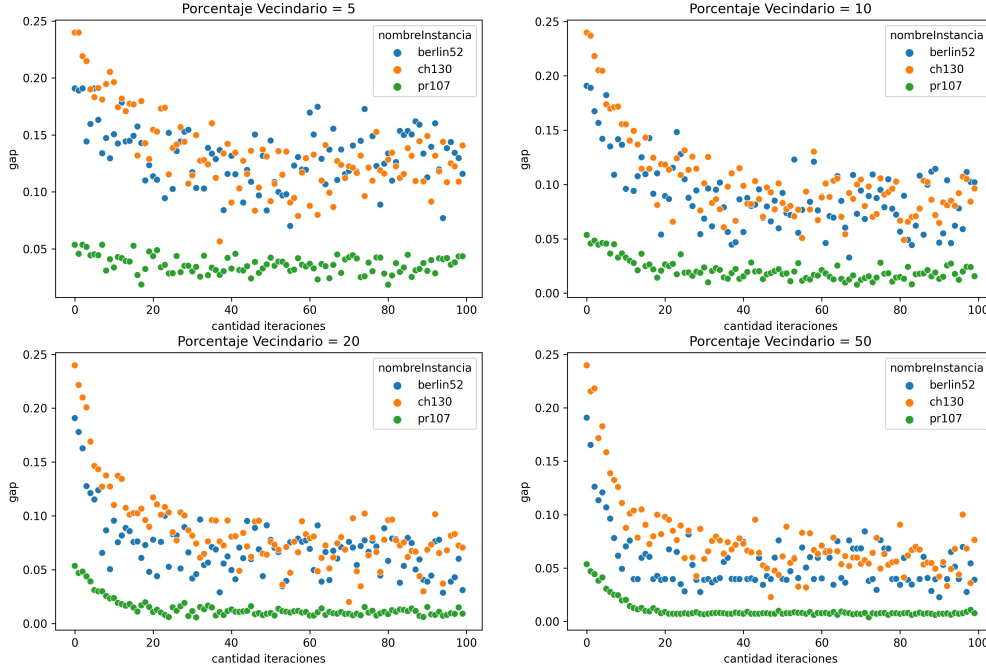 Porcentaje Vecindario = 5
0.25
0.20
0.15
0.10
0.05
gap
nombreInstancia
berlin52
ch130
pr107
0 20 40 60 80 100
cantidad iteraciones
Porcentaje Vecindario = 10
0.25
0.20
0.15
0.10
0.05
0.00
gap
nombreInstancia
berlin52
ch130
pr107
0 20 40 60 80 100
cantidad iteraciones
Porcentaje Vecindario = 20
0.25
0.20
0.15
0.10
0.05
0.00
gap
nombreInstancia
berlin52
ch130
pr107
0 20 40 60 80 100
cantidad iteraciones
Porcentaje Vecindario = 50
0.25
0.20
0.15
0.10
0.05
0.00
gap
nombreInstancia
berlin52
ch130
pr107
0 20 40 60 80 100
cantidad iteraciones